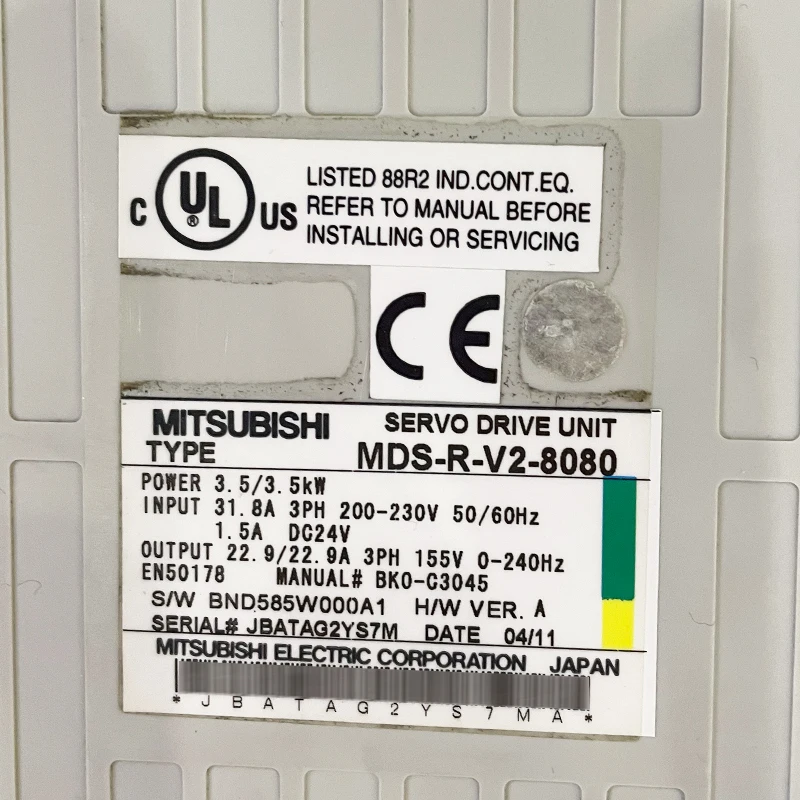 C UL ® US
LISTED 88R2 IND.CONT.EQ.
REFER TO MANUAL BEFORE
INSTALLING OR SERVICING
CE
MITSUBISHI SERVO DRIVE UNIT
TYPE MDS-R-V2-8080
POWER 3.5/3.5kW
INPUT 31.8A 3PH 200-230V 50/60Hz
1.5A DC24V
OUTPUT 22.9/22.9A 3PH 155V 0-240Hz
EN50178 MANUAL# BKO-C3045
S/W BND585W000A1 H/W VER. A
SERIAL# JBATAG2YS7M DATE 04/11
MITSUBISHI ELECTRIC CORPORATION JAPAN
*JBATAG2YS7MA*